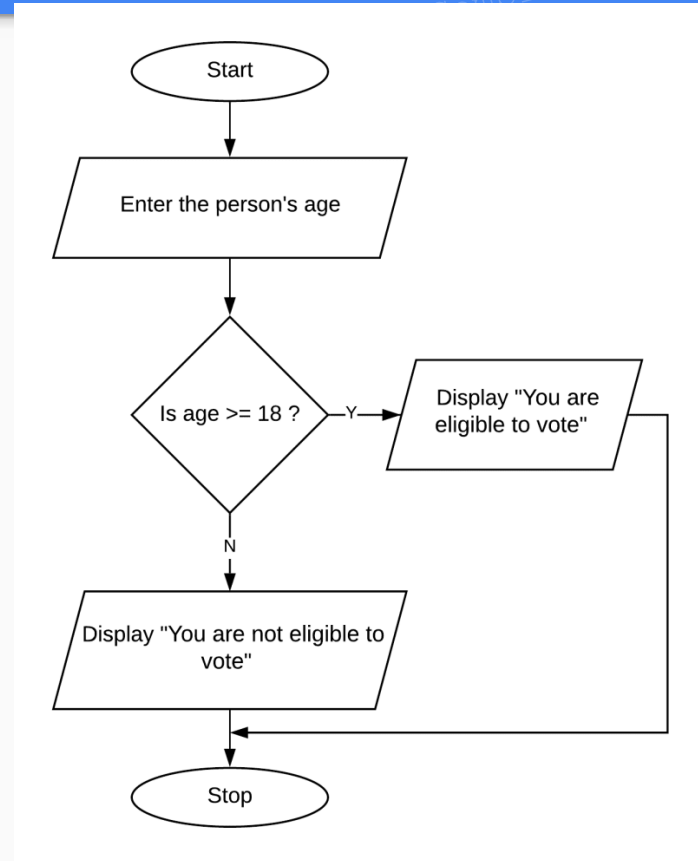 Start
Enter the person's age
Is age >= 18 ?
Y
Display "You are
eligible to vote"
N
Display "You are not eligible to
vote"
Stop